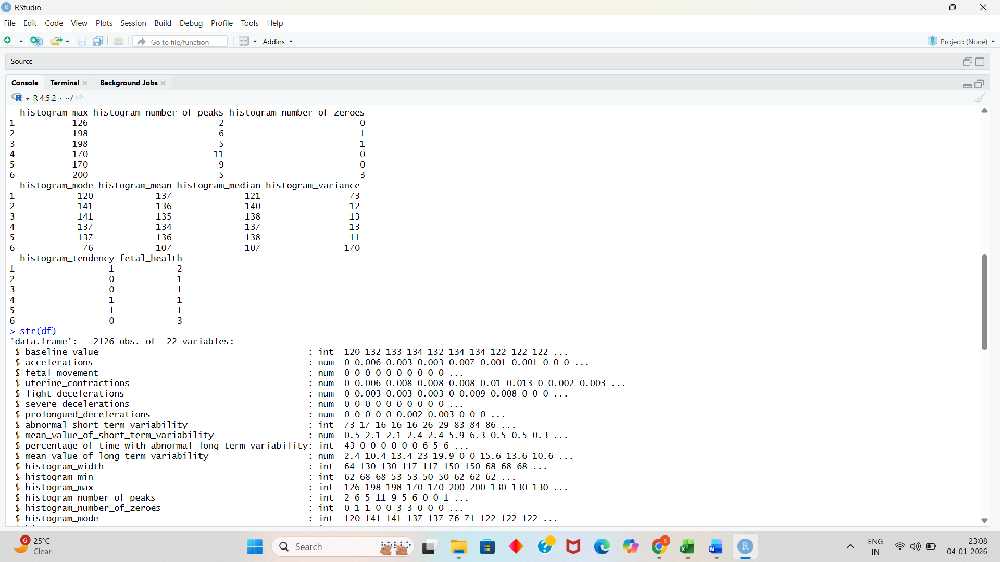 RStudio
File Edit Code View Plots Session Build Debug Profile Tools Help
Go to file/function Addins Project: (None)
Source
Console Terminal Background Jobs
R 4.5.2 · ~/
  histogram_max histogram_number_of_peaks histogram_number_of_zeroes
1           126                         2                          0
2           198                         6                          1
3           198                         5                          1
4           170                        11                          0
5           170                         9                          0
6           200                         5                          3
  histogram_mode histogram_mean histogram_median histogram_variance
1            120            137              121                 73
2            141            136              140                 12
3            141            135              138                 13
4            137            134              137                 13
5            137            136              138                 11
6             76            107              107                170
  histogram_tendency fetal_health
1                  1            2
2                  0            1
3                  0            1
4                  1            1
5                  1            1
6                  0            3
> str(df)
'data.frame':   2126 obs. of  22 variables:
 $ baseline_value                                        : int  120 132 133 134 132 134 134 122 122 122 ...
 $ accelerations                                         : num  0 0.006 0.003 0.003 0.007 0.001 0.001 0 0 0 ...
 $ fetal_movement                                        : num  0 0 0 0 0 0 0 0 0 0 ...
 $ uterine_contractions                                  : num  0 0.006 0.008 0.008 0.008 0.01 0.013 0 0.002 0.003 ...
 $ light_decelerations                                   : num  0 0.003 0.003 0.003 0 0.009 0.008 0 0 0 ...
 $ severe_decelerations                                  : num  0 0 0 0 0 0 0 0 0 0 ...
 $ prolongued_decelerations                              : num  0 0 0 0 0 0.002 0.003 0 0 0 ...
 $ abnormal_short_term_variability                       : int  73 17 16 16 16 26 29 83 84 86 ...
 $ mean_value_of_short_term_variability                  : num  0.5 2.1 2.1 2.4 2.4 5.9 6.3 0.5 0.5 0.3 ...
 $ percentage_of_time_with_abnormal_long_term_variability: int  43 0 0 0 0 0 0 6 5 6 ...
 $ mean_value_of_long_term_variability                   : num  2.4 10.4 13.4 23 19.9 0 0 15.6 13.6 10.6 ...
 $ histogram_width                                       : int  64 130 130 117 117 150 150 68 68 68 ...
 $ histogram_min                                         : int  62 68 68 53 53 50 50 62 62 62 ...
 $ histogram_max                                         : int  126 198 198 170 170 200 200 130 130 130 ...
 $ histogram_number_of_peaks                             : int  2 6 5 11 9 5 6 0 0 1 ...
 $ histogram_number_of_zeroes                            : int  0 1 1 0 0 3 3 0 0 0 ...
 $ histogram_mode                                        : int  120 141 141 137 137 76 71 122 122 122 ...
6 25°C
Clear
Search
ENG
IN
23:08
04-01-2026